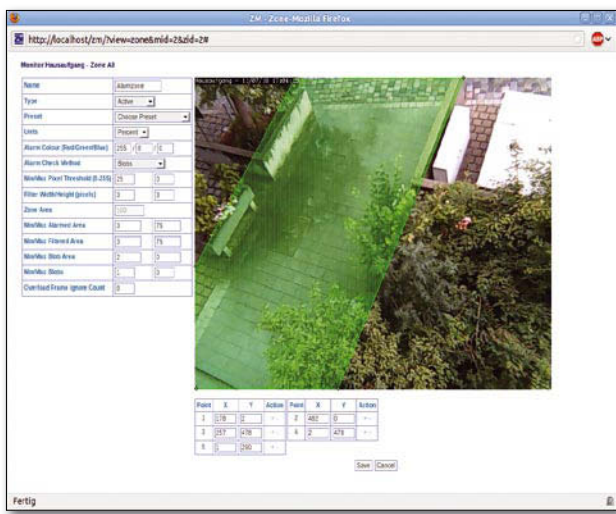 ZM - Zone-Mozilla Firefox
http://localhost/zm/?view=zone&mid=2&zid=2#
ABP
Monitor Hausaufgang - Zone All
Name
Type Active
Preset Choose Preset
Units Percent
Alarm Colour (Red/Green/Blue) 255 / 0 / 0
Alarm Check Method Blobs
Min/Max Pixel Threshold (0-255) 25 0
Filter Width/Height (pixels) 3 3
Zone Area
Min/Max Alarmed Area 3 75
Min/Max Filtered Area 3 75
Min/Max Blob Area 2 0
Min/Max Blobs 1 0
Overload Frame Ignore Count 0
Hausaufgang -
Point X Y Action Point X Y Action
1 178 2 + - 2 482 0 + -
3 257 478 + - 4 2 478 + -
5 1 290 + -
Save Cancel
Fertig